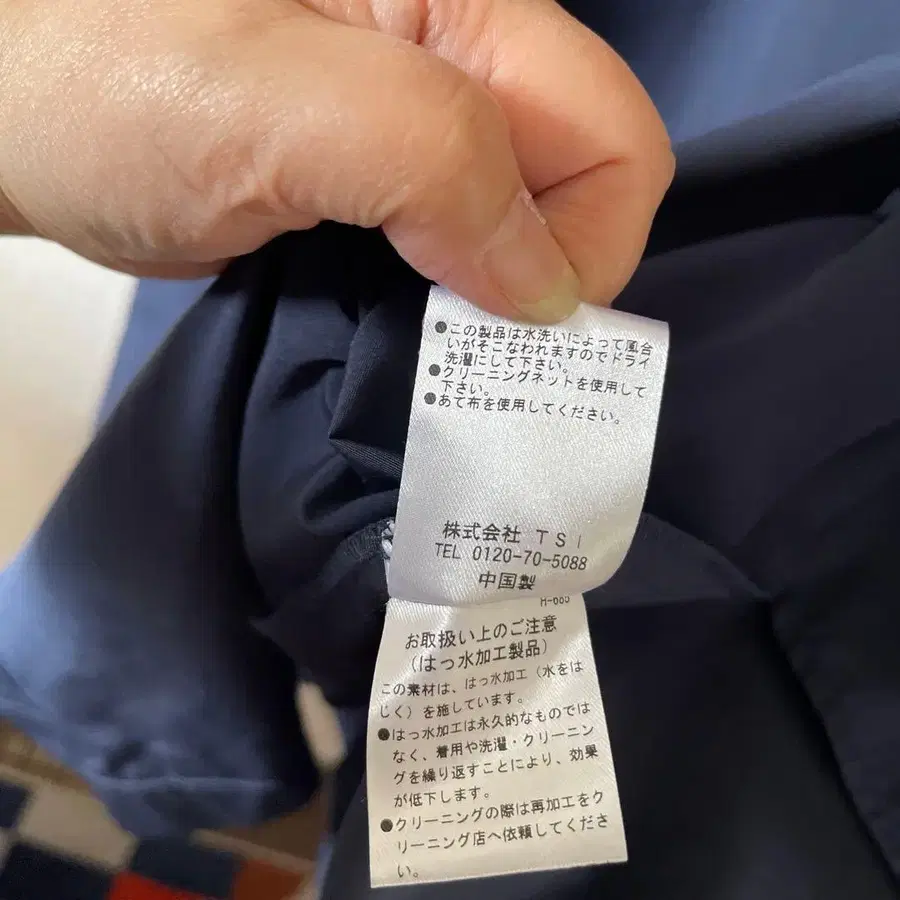 ●この製品は水洗いによって風合
いがそこなわれますのでドライ
洗濯にして下さい。
●クリーニングネットを使用して
下さい。
●あて布を使用してください。
株式会社 TSI
TEL 0120-70-5088
中国製
H-685
お取扱い上のご注意
(はっ水加工製品)
この素材は、はっ水加工(水をは
じく)を施しています。
●はっ水加工は永久的なものでは
なく、着用や洗濯・クリーニン
グを繰り返すことにより、効果
が低下します。
●クリーニングの際は再加工をク
リーニング店へ依頼してくださ
い。